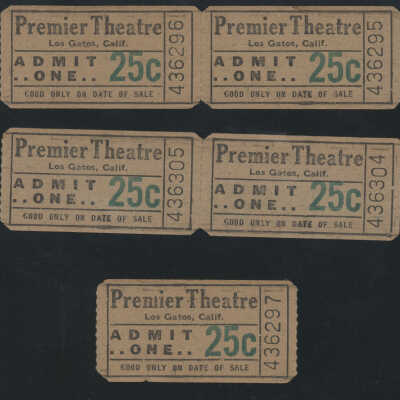 Premier Theatre
Los Gatos, Calif.
ADMIT
..ONE..
25c
GOOD ONLY ON DATE OF SALE
436296
Premier Theatre
Los Gatos, Calif.
ADMIT
..ONE..
25c
GOOD ONLY ON DATE OF SALE
436295
Premier Theatre
Los Gatos, Calif.
ADMIT
..ONE..
25c
GOOD ONLY ON DATE OF SALE
436305
Premier Theatre
Los Gatos, Calif.
ADMIT
..ONE..
25c
GOOD ONLY ON DATE OF SALE
436304
Premier Theatre
Los Gatos, Calif.
ADMIT
..ONE..
25c
GOOD ONLY ON DATE OF SALE
436297